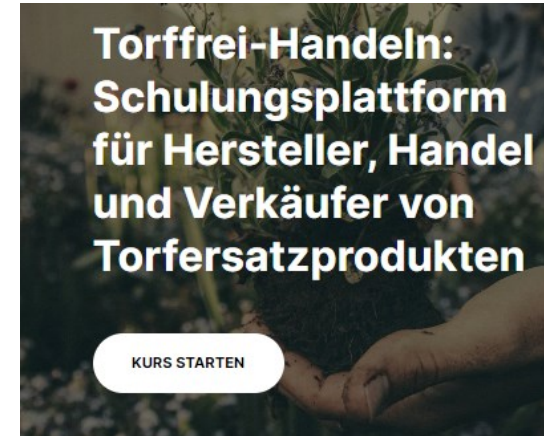 Torffrei-Handeln:
Schulungsplattform
für Hersteller, Handel
und Verkäufer von
Torfersatzprodukten
KURS STARTEN